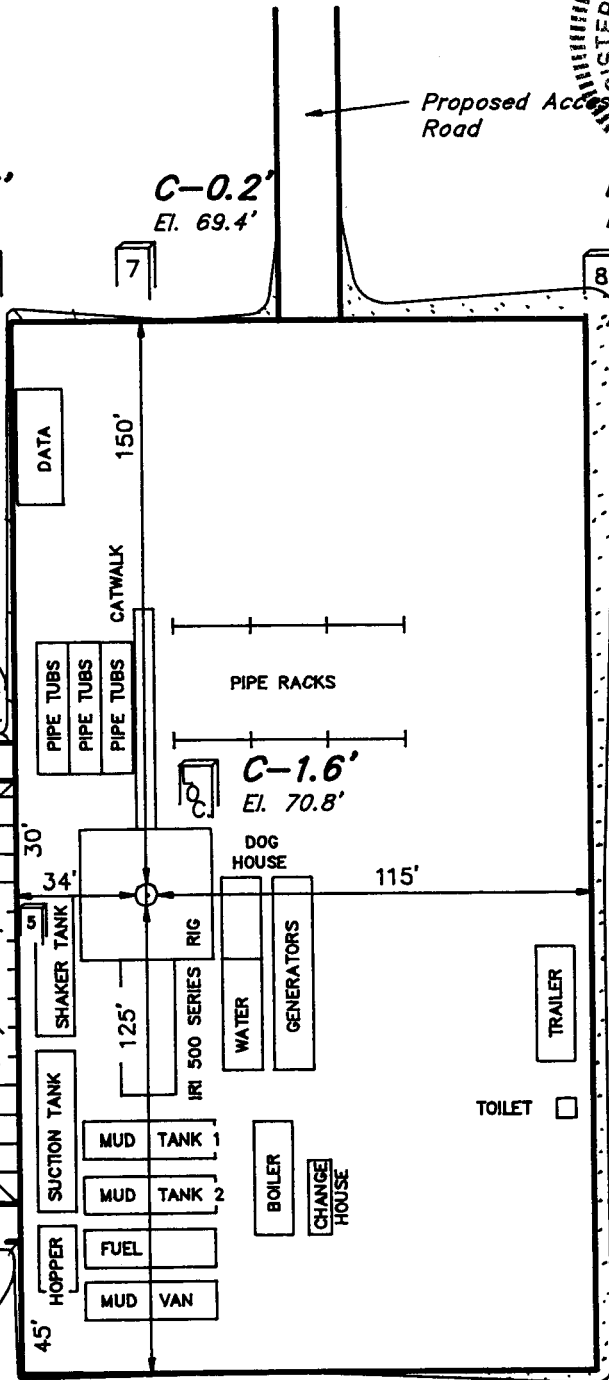 Proposed Access
Road
C-0.2'
El. 69.4'
7
8
DATA
150'
CATWALK
PIPE TUBS
PIPE TUBS
PIPE TUBS
PIPE RACKS
C-1.6'
El. 70.8'
30'
DOG
HOUSE
34'
115'
5
SHAKER TANK
RIG
125'
IRI 500 SERIES
WATER
GENERATORS
TRAILER
TOILET
SUCTION TANK
MUD TANK 1
MUD TANK 2
BOILER
CHANGE
HOUSE
HOPPER
FUEL
MUD VAN
45'